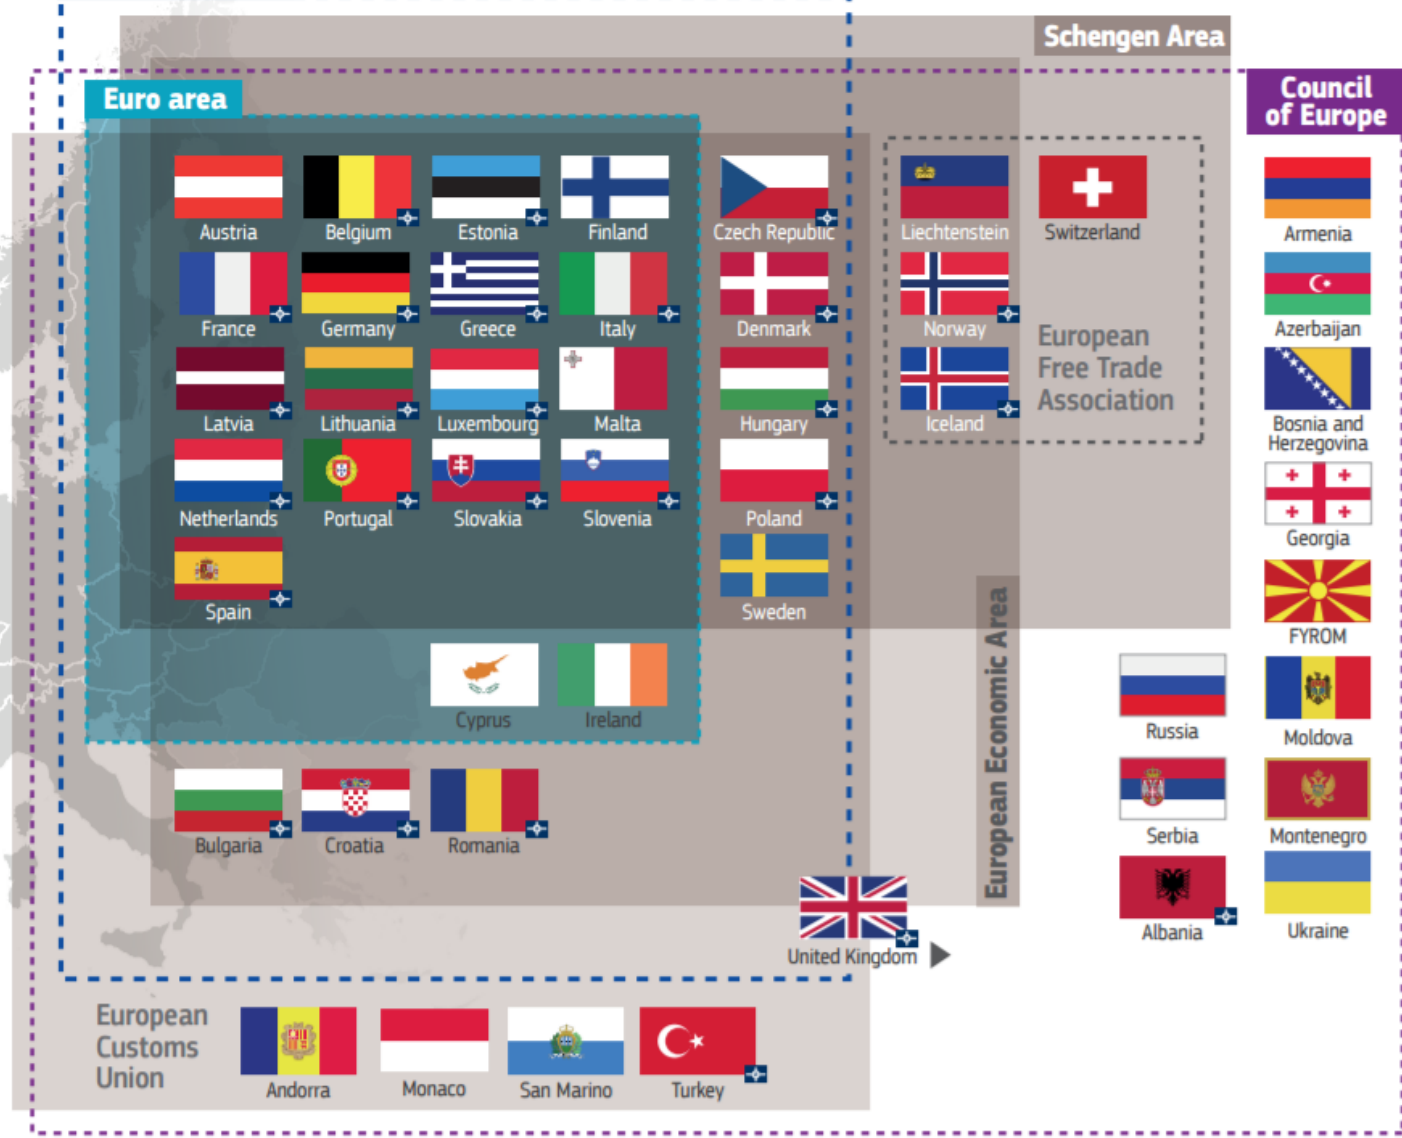 Schengen Area
Council
of Europe
Euro area
Austria
Belgium
Estonia
Finland
Czech Republic
Liechtenstein
Switzerland
Armenia
France
Germany
Greece
Italy
Denmark
Norway
European
Free Trade
Association
Azerbaijan
Latvia
Lithuania
Luxembourg
Malta
Hungary
Iceland
Bosnia and
Herzegovina
Netherlands
Portugal
Slovakia
Slovenia
Poland
Georgia
Spain
Sweden
European Economic Area
FYROM
Cyprus
Ireland
Russia
Moldova
Bulgaria
Croatia
Romania
Serbia
Montenegro
United Kingdom
Albania
Ukraine
European
Customs
Union
Andorra
Monaco
San Marino
Turkey